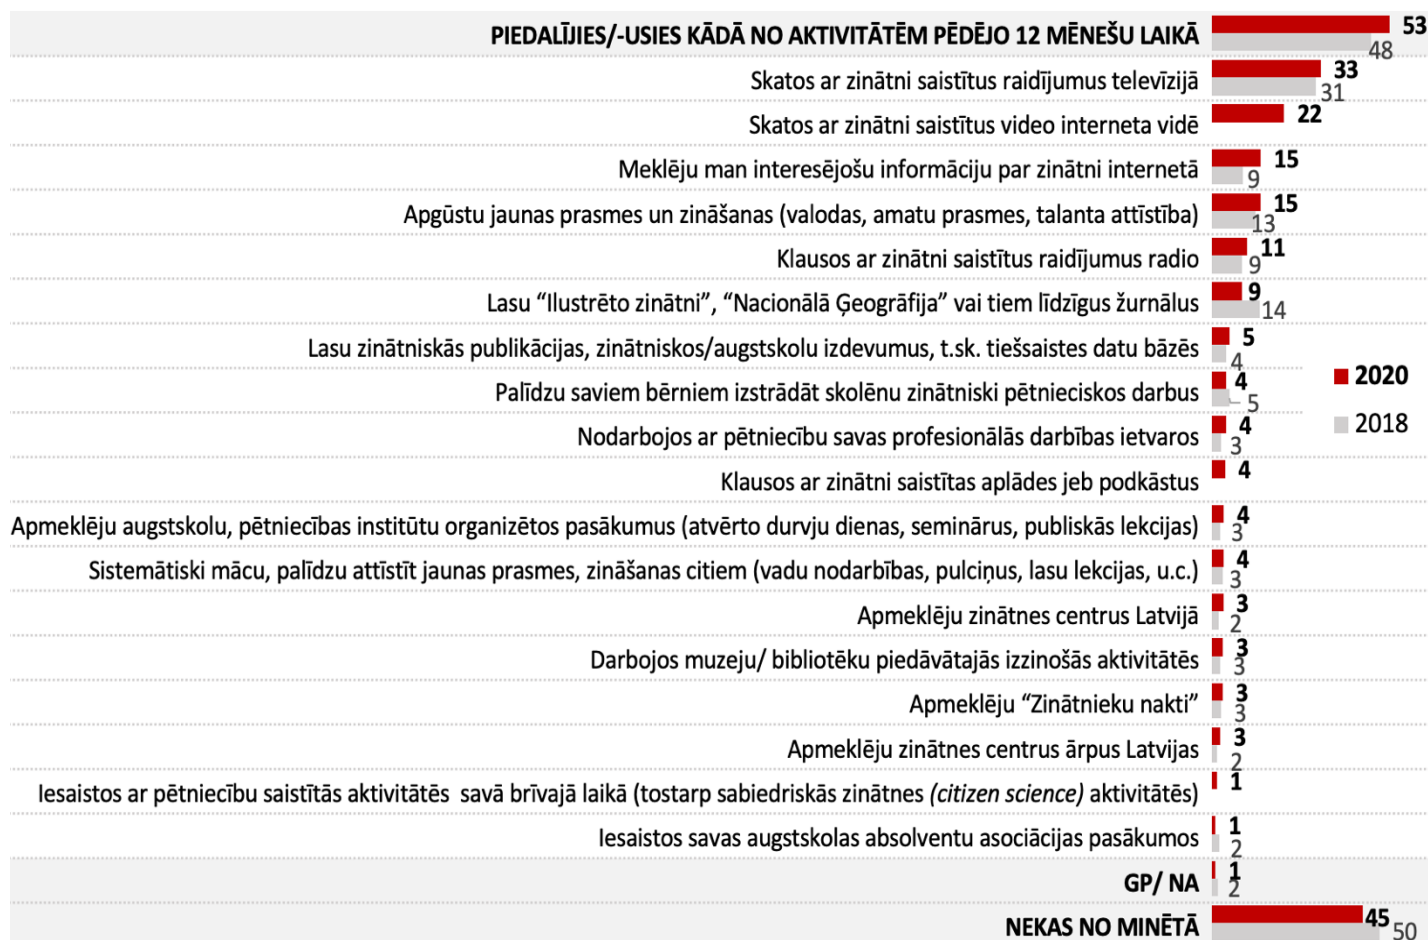 PIEDALĪJIES/-USIES KĀDĀ NO AKTIVITĀTĒM PĒDĒJO 12 MĒNEŠU LAIKĀ 53
48
Skatos ar zinātni saistītus raidījumus televīzijā 33
31
Skatos ar zinātni saistītus video interneta vidē 22
Meklēju man interesējošu informāciju par zinātni internetā 15
9
Apgūstu jaunas prasmes un zināšanas (valodas, amatu prasmes, talanta attīstība) 15
13
Klausos ar zinātni saistītus raidījumus radio 11
9
Lasu “Ilustrēto zinātni”, “Nacionālā Ģeogrāfija” vai tiem līdzīgus žurnālus 9
14
Lasu zinātniskās publikācijas, zinātniskos/augstskolu izdevumus, t.sk. tiešsaistes datu bāzēs 5
4
2020
Palīdzu saviem bērniem izstrādāt skolēnu zinātniski pētnieciskos darbus 4
5
2018
Nodarbojos ar pētniecību savas profesionālās darbības ietvaros 4
3
Klausos ar zinātni saistītas aplādes jeb podkāstus 4
Apmeklēju augstskolu, pētniecības institūtu organizētos pasākumus (atvērto durvju dienas, seminārus, publiskās lekcijas) 4
3
Sistemātiski mācu, palīdzu attīstīt jaunas prasmes, zināšanas citiem (vadu nodarbības, pulciņus, lasu lekcijas, u.c.) 4
3
Apmeklēju zinātnes centrus Latvijā 3
2
Darbojos muzeju/ bibliotēku piedāvātajās izzinošās aktivitātēs 3
3
Apmeklēju “Zinātnieku nakti” 3
3
Apmeklēju zinātnes centrus ārpus Latvijas 3
2
Iesaistos ar pētniecību saistītās aktivitātēs savā brīvajā laikā (tostarp sabiedriskās zinātnes (citizen science) aktivitātēs) 1
Iesaistos savas augstskolas absolventu asociācijas pasākumos 1
2
GP/ NA 1
2
NEKAS NO MINĒTĀ 45
50